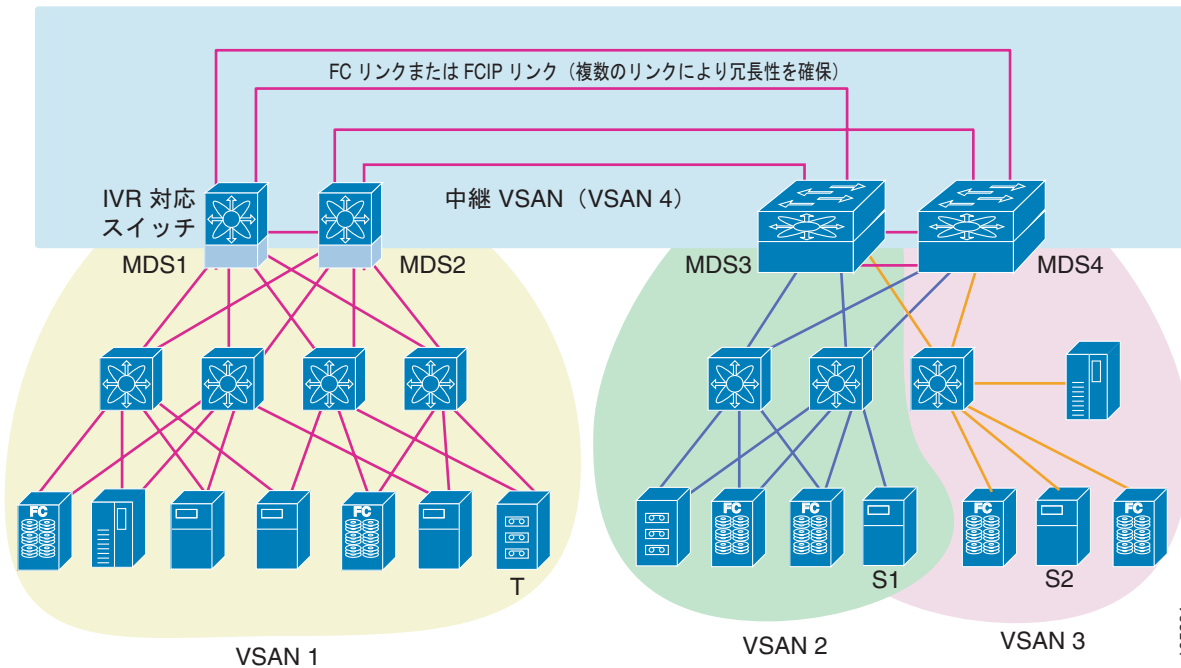 FC リンクまたは FCIP リンク（複数のリンクにより冗長性を確保）
IVR 対応
スイッチ
中継 VSAN（VSAN 4）
MDS1
MDS2
MDS3
MDS4
FC
FC
FC
FC
FC
FC
T
S1
S2
VSAN 1
VSAN 2
VSAN 3